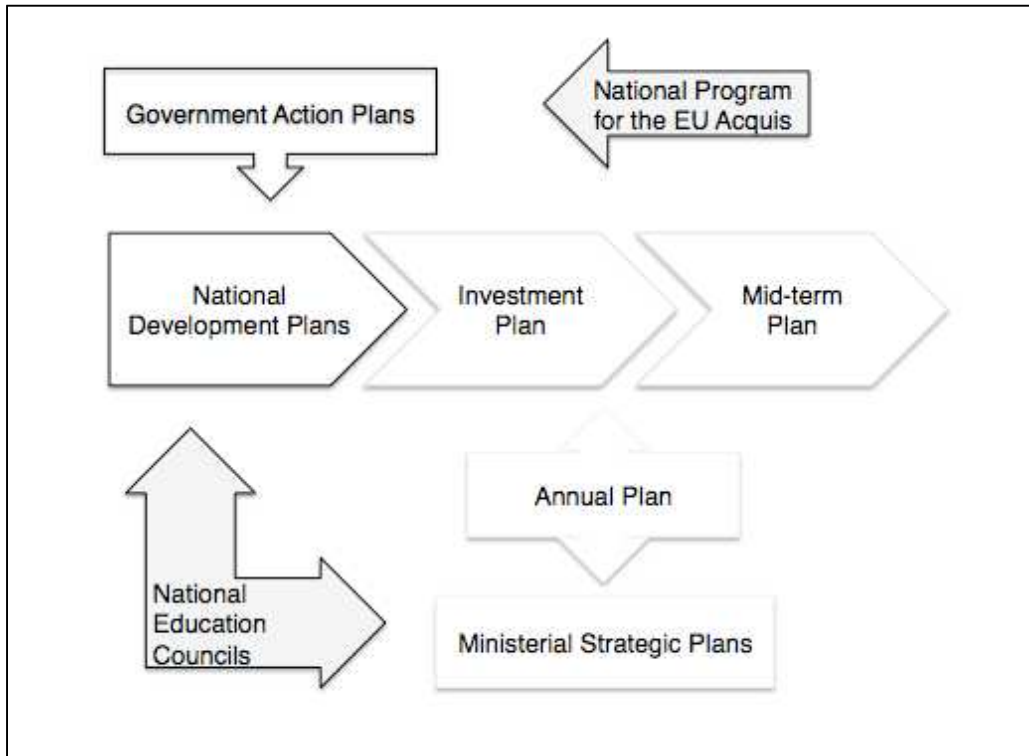 Government Action Plans
National Program
for the EU Acquis
National
Development Plans
Investment
Plan
Mid-term
Plan
Annual Plan
National
Education
Councils
Ministerial Strategic Plans